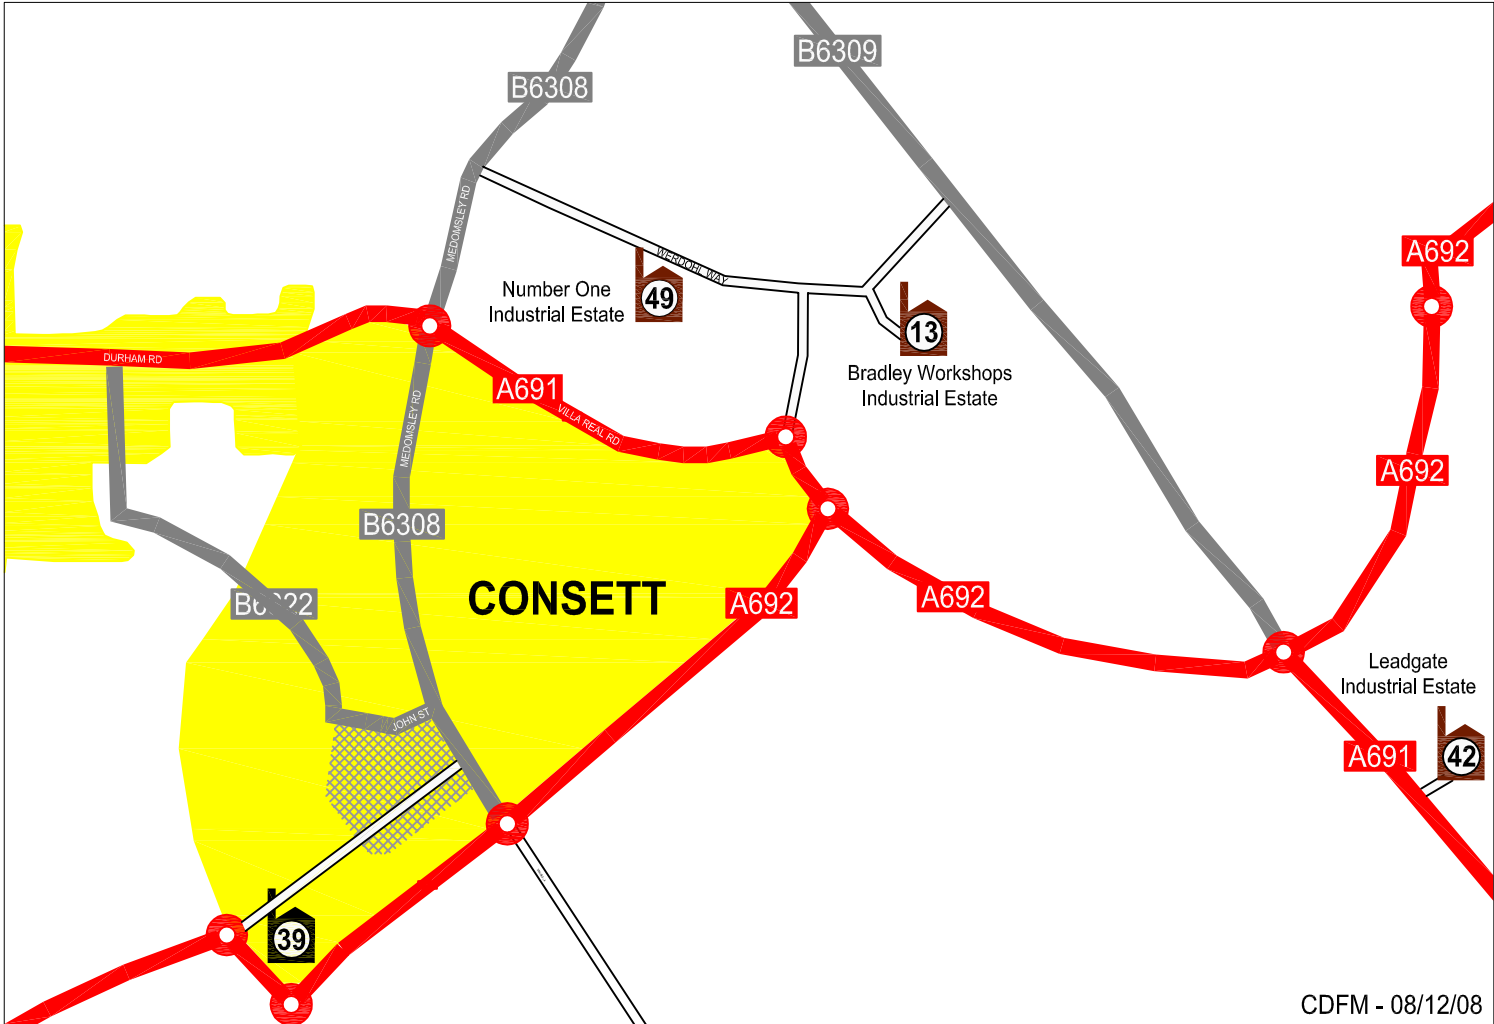 B6309
B6308
MEDOMSLEY RD
A692
WERDOHL WAY
Number One
Industrial Estate
49
13
Bradley Workshops
Industrial Estate
DURHAM RD
A691
VILLA REAL RD
MEDOMSLEY RD
A692
B6308
CONSETT
A692
A692
Leadgate
Industrial Estate
JOHN ST
A691
42
39
CDFM - 08/12/08